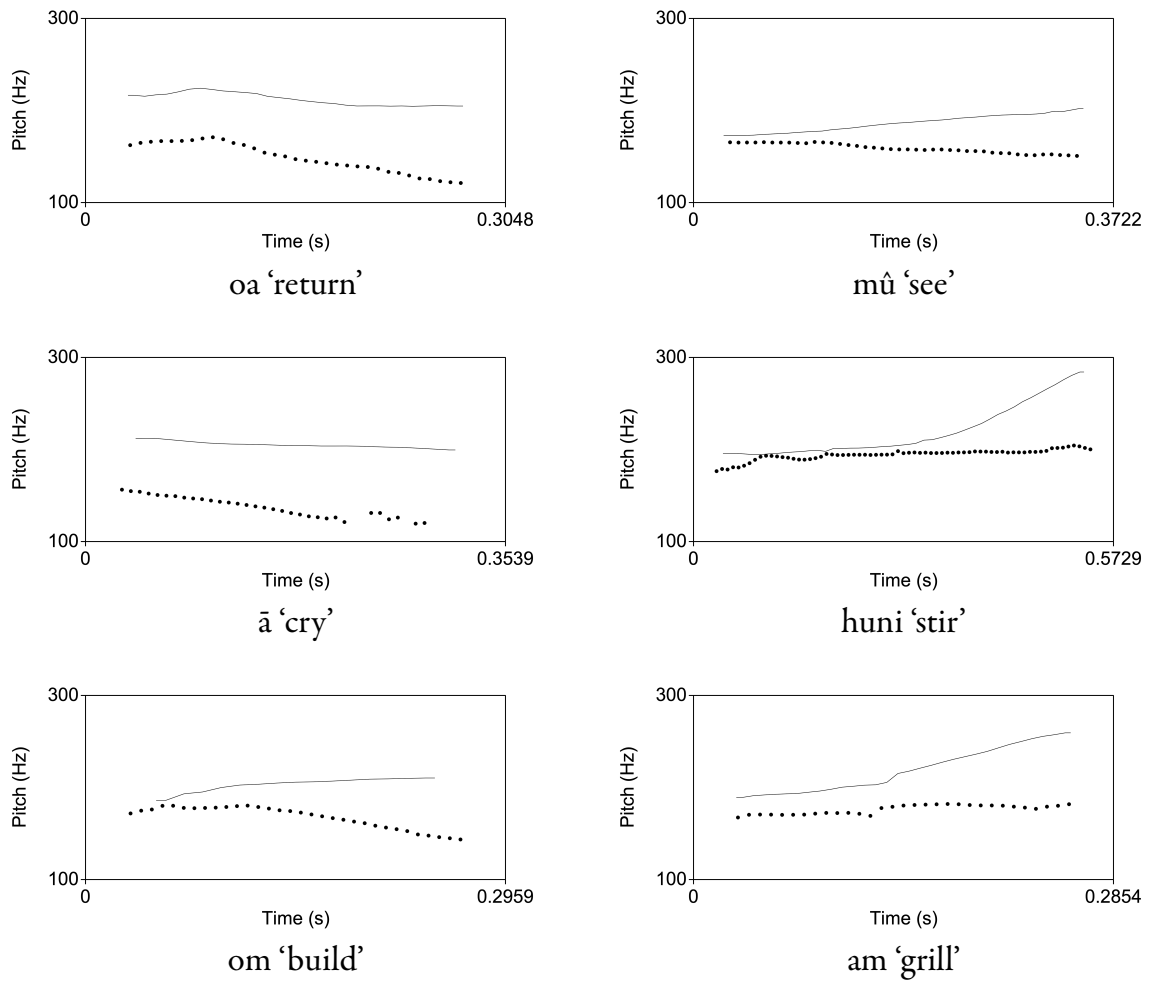 300
Pitch (Hz)
100
0
0.3048
Time (s)
oa ‘return’
300
Pitch (Hz)
100
0
0.3722
Time (s)
mû ‘see’
300
Pitch (Hz)
100
0
0.3539
Time (s)
ā ‘cry’
300
Pitch (Hz)
100
0
0.5729
Time (s)
huni ‘stir’
300
Pitch (Hz)
100
0
0.2959
Time (s)
om ‘build’
300
Pitch (Hz)
100
0
0.2854
Time (s)
am ‘grill’